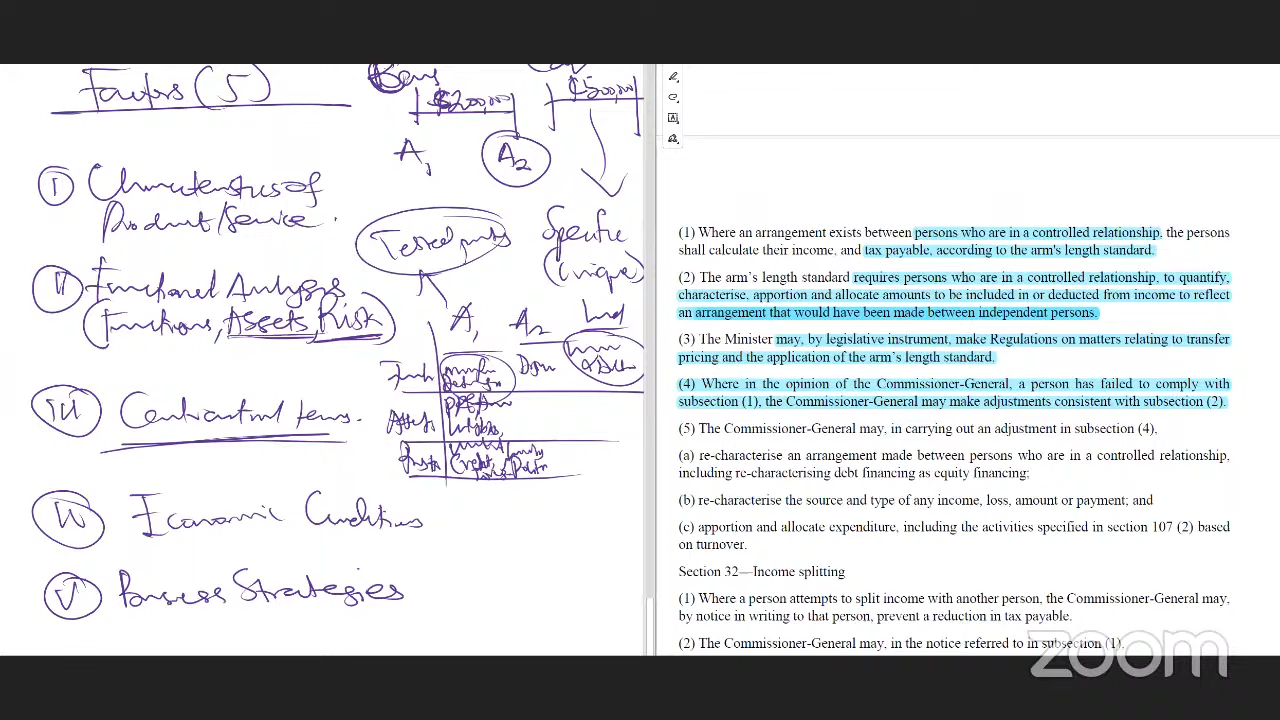 Factors (5)
$200,000
$500,000
A1
A2
I
Characteristics of
Product/Service.
Tested
Specific
(Unique)
II
Functional Analysis
(Functions, Assets, Risk)
A1
A2
Assets
III
Contractual terms.
Credit
Economic Conditions
V
Business Strategies
(1) Where an arrangement exists between persons who are in a controlled relationship, the persons
shall calculate their income, and tax payable, according to the arm's length standard.
(2) The arm's length standard requires persons who are in a controlled relationship, to quantify,
characterise, apportion and allocate amounts to be included in or deducted from income to reflect
an arrangement that would have been made between independent persons.
(3) The Minister may, by legislative instrument, make Regulations on matters relating to transfer
pricing and the application of the arm's length standard.
(4) Where in the opinion of the Commissioner-General, a person has failed to comply with
subsection (1), the Commissioner-General may make adjustments consistent with subsection (2).
(5) The Commissioner-General may, in carrying out an adjustment in subsection (4),
(a) re-characterise an arrangement made between persons who are in a controlled relationship,
including re-characterising debt financing as equity financing;
(b) re-characterise the source and type of any income, loss, amount or payment; and
(c) apportion and allocate expenditure, including the activities specified in section 107 (2) based
on turnover.
Section 32—Income splitting
(1) Where a person attempts to split income with another person, the Commissioner-General may,
by notice in writing to that person, prevent a reduction in tax payable.
(2) The Commissioner-General may, in the notice referred to in subsection (1),
zoom